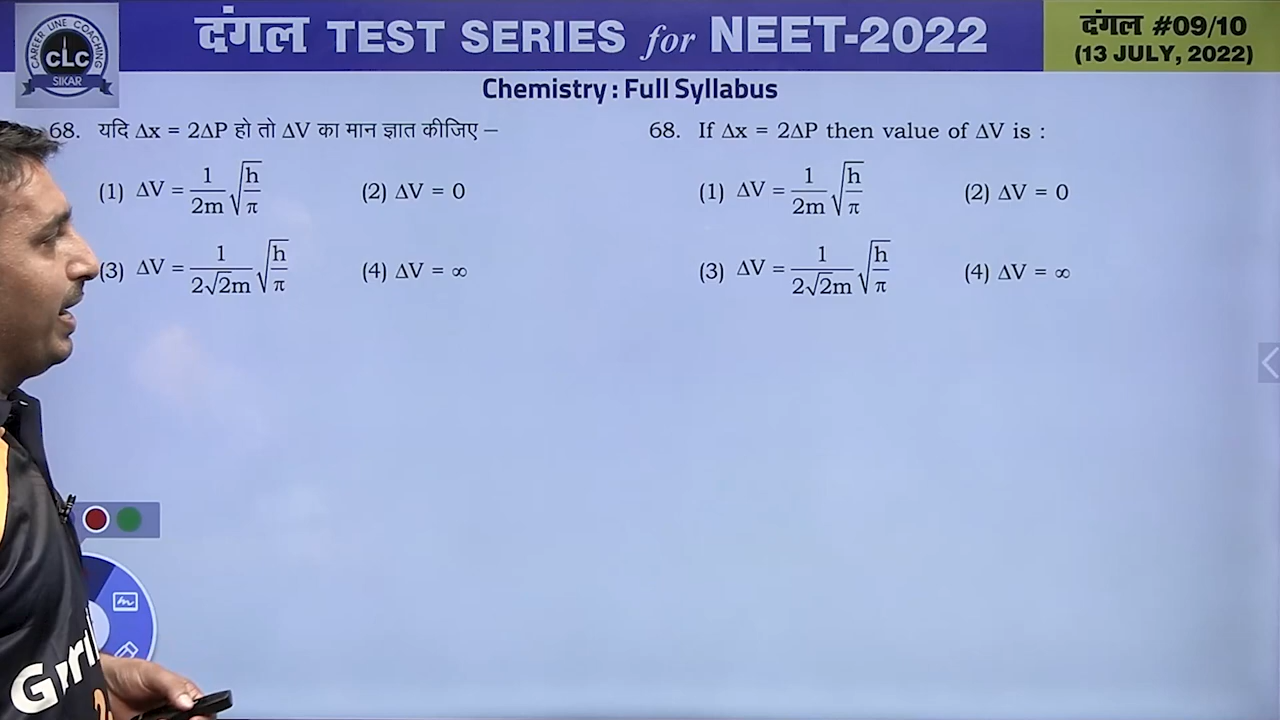 दंगल TEST SERIES for NEET-2022
दंगल #09/10
(13 JULY, 2022)
CAREER LINE COACHING
CLC
SIKAR
Chemistry : Full Syllabus
68. यदि Δx = 2ΔP हो तो ΔV का मान ज्ञात कीजिए –
(1) ΔV = 1/2m √h/π
(2) ΔV = 0
(3) ΔV = 1/2√2m √h/π
(4) ΔV = ∞
68. If Δx = 2ΔP then value of ΔV is :
(1) ΔV = 1/2m √h/π
(2) ΔV = 0
(3) ΔV = 1/2√2m √h/π
(4) ΔV = ∞